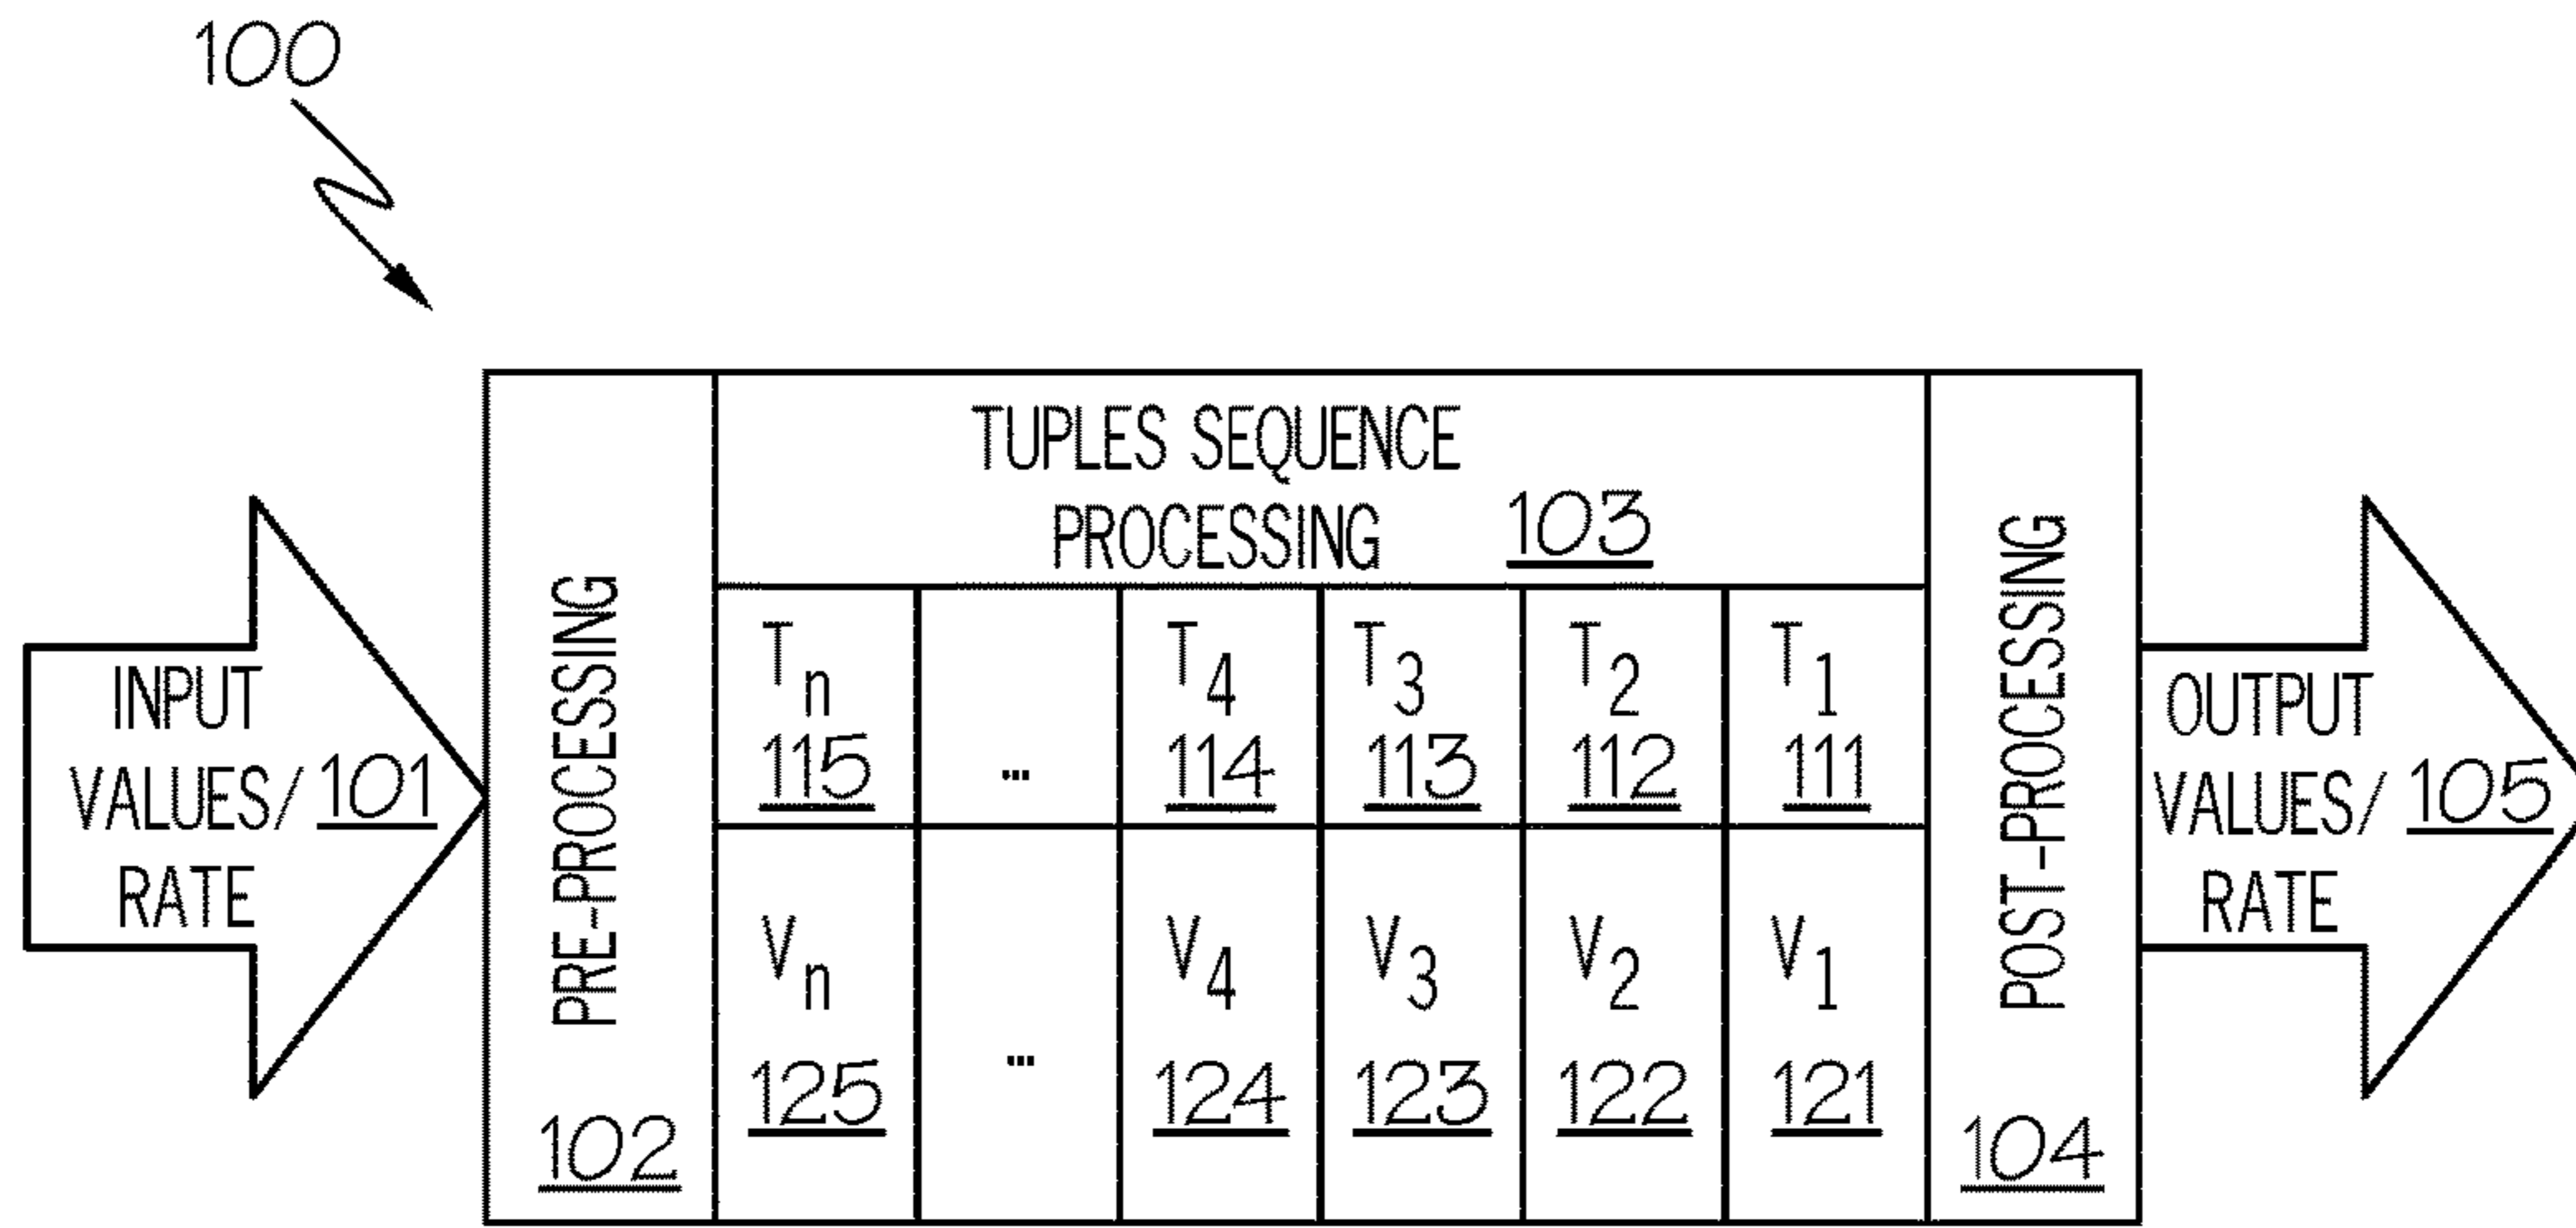 100
INPUT
VALUES/ 101
RATE
PRE-PROCESSING
102
TUPLES SEQUENCE
PROCESSING 103
Tn ... T4 T3 T2 T1
115 114 113 112 111
Vn V4 V3 V2 V1
125 ... 124 123 122 121
POST-PROCESSING
104
OUTPUT
VALUES/ 105
RATE